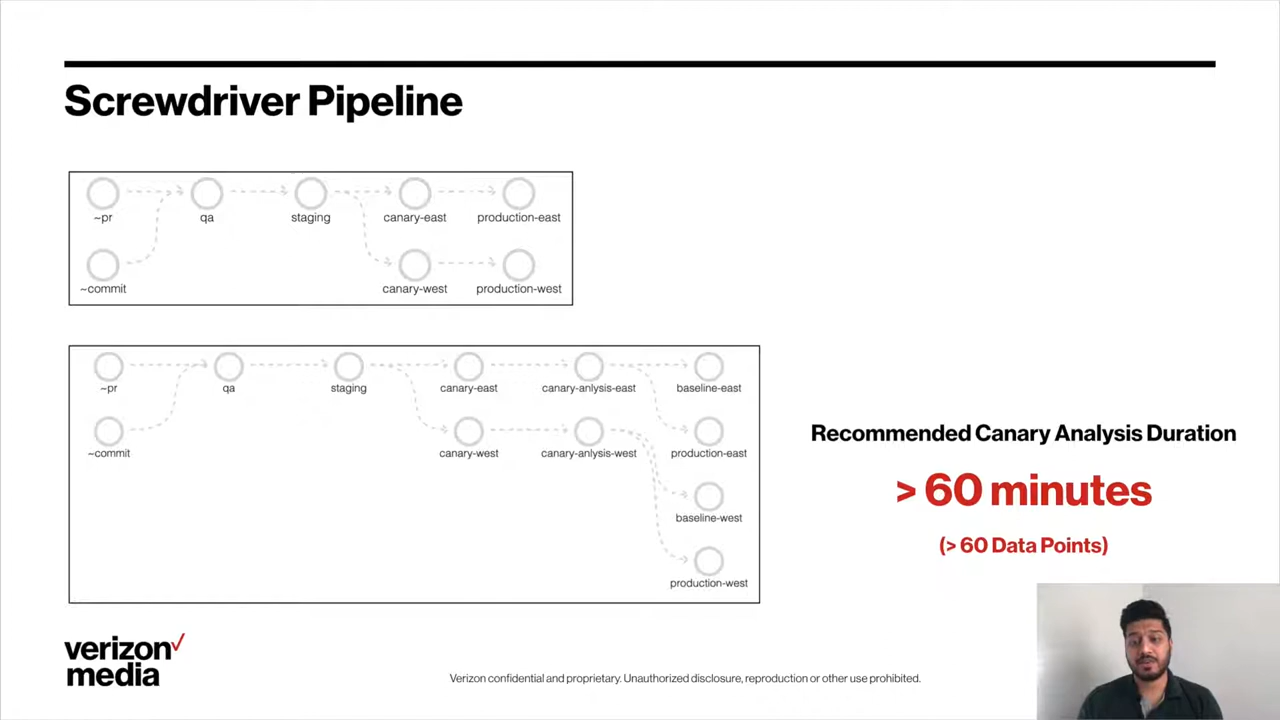 Screwdriver Pipeline
~pr
qa
staging
canary-east
production-east
~commit
canary-west
production-west
~pr
qa
staging
canary-east
canary-anlysis-east
baseline-east
~commit
canary-west
canary-anlysis-west
production-east
baseline-west
production-west
Recommended Canary Analysis Duration
> 60 minutes
(> 60 Data Points)
verizon✓
media
Verizon confidential and proprietary. Unauthorized disclosure, reproduction or other use prohibited.